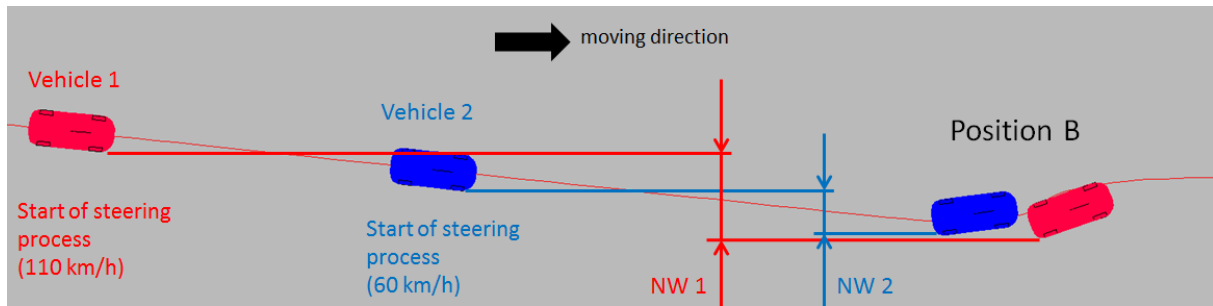 moving direction
Vehicle 1
Vehicle 2
Position B
Start of steering
process
(110 km/h)
Start of steering
process
(60 km/h)
NW 1
NW 2